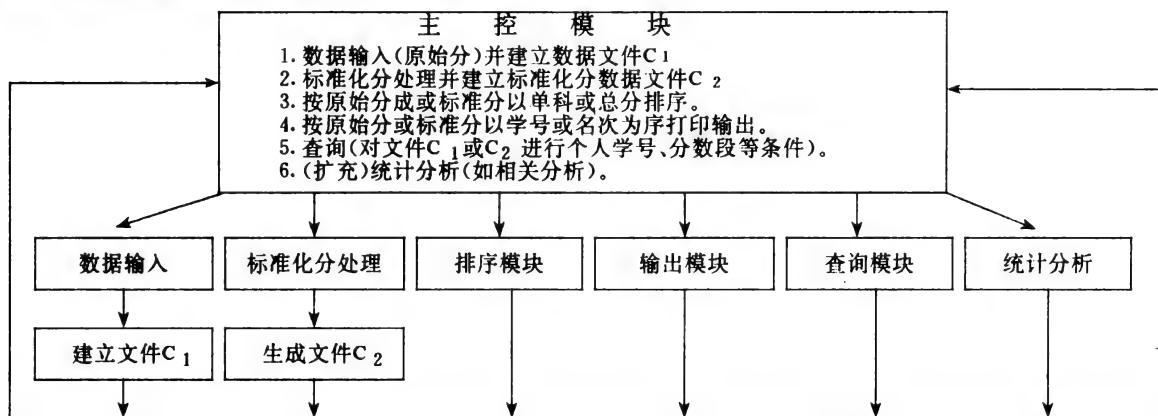 主 控 模 块
1. 数据输入(原始分)并建立数据文件C1
2. 标准化分处理并建立标准化分数据文件C 2
3. 按原始分成或标准分以单科或总分排序。
4. 按原始分或标准分以学号或名次为序打印输出。
5. 查询(对文件C 1或C2 进行个人学号、分数段等条件)。
6. (扩充)统计分析(如相关分析)。
数据输入 标准化分处理 排序模块 输出模块 查询模块 统计分析
建立文件C 1 生成文件C 2